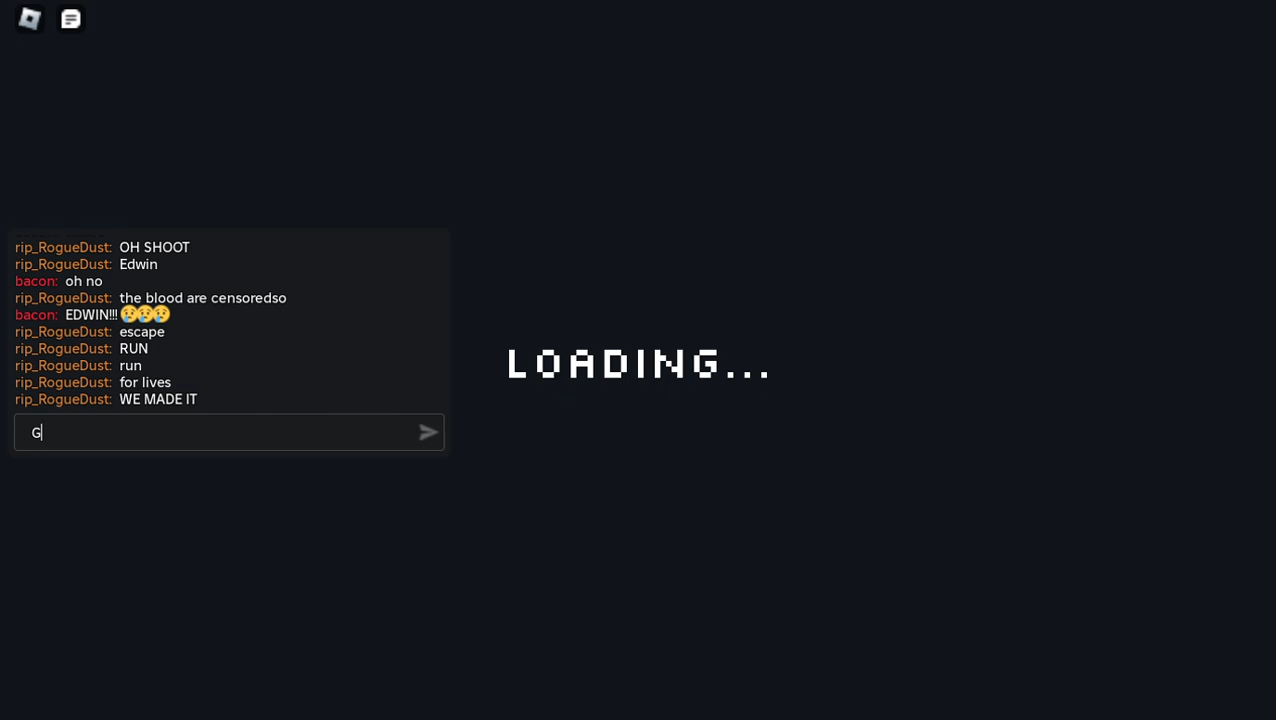 rip_RogueDust: OH SHOOT
rip_RogueDust: Edwin
bacon: oh no
rip_RogueDust: the blood are censoredso
bacon: EDWIN!!! 😢😢😢
rip_RogueDust: escape
rip_RogueDust: RUN
rip_RogueDust: run
rip_RogueDust: for lives
rip_RogueDust: WE MADE IT
G
LOADING...